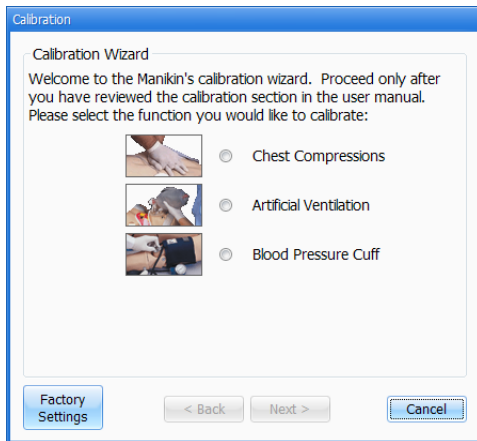 Calibration
Calibration Wizard
Welcome to the Manikin's calibration wizard.  Proceed only after
you have reviewed the calibration section in the user manual.
Please select the function you would like to calibrate:
Chest Compressions
Artificial Ventilation
Blood Pressure Cuff
Factory
Settings
< Back
Next >
Cancel